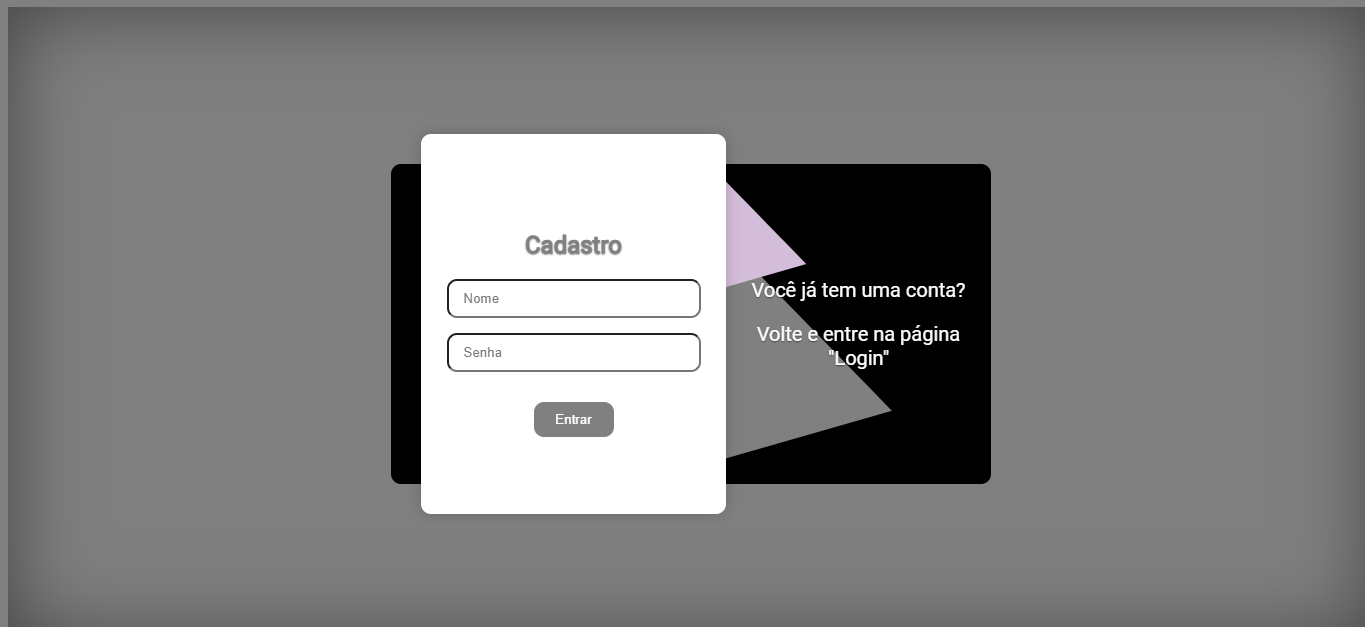 Cadastro
Nome
Senha
Entrar
Você já tem uma conta?
Volte e entre na página
"Login"